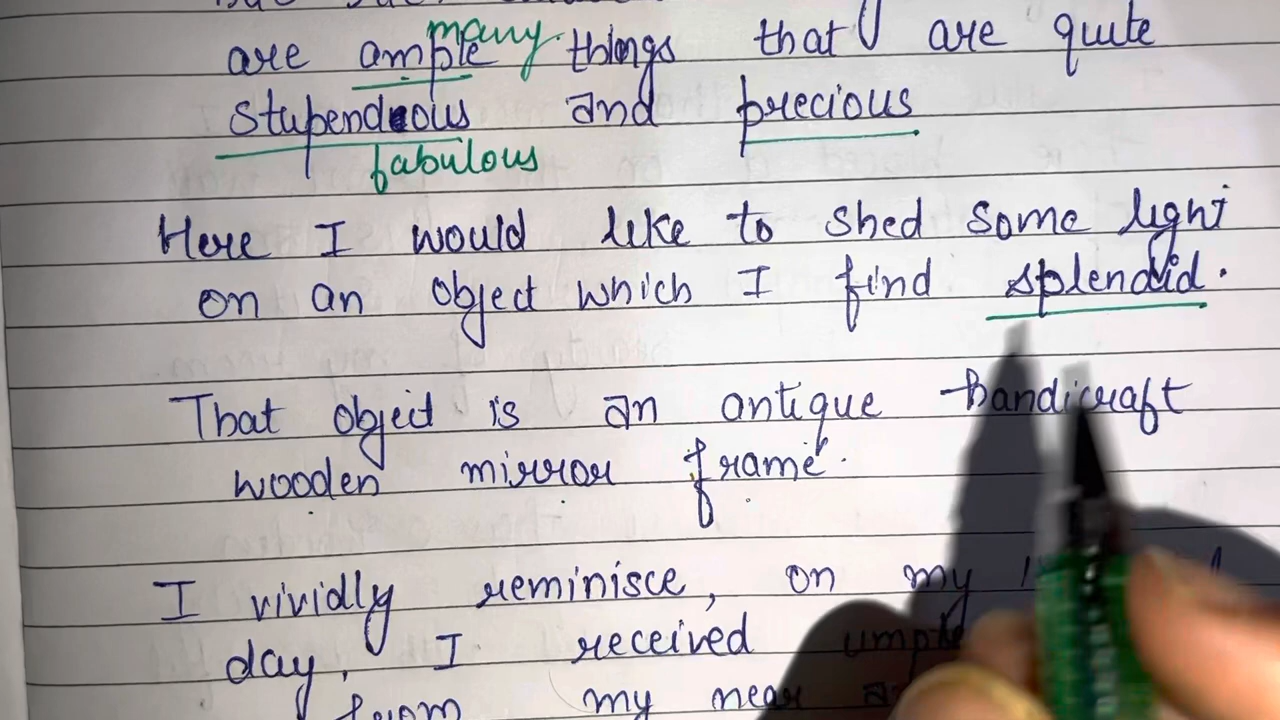 many.
are ample things that are quite
stupendous and precious
fabulous
Here I would like to shed some light
on an object which I find splendid.
That object is an antique handicraft
wooden mirror frame.
I vividly reminisce, on my
day, I received umpte
from my near